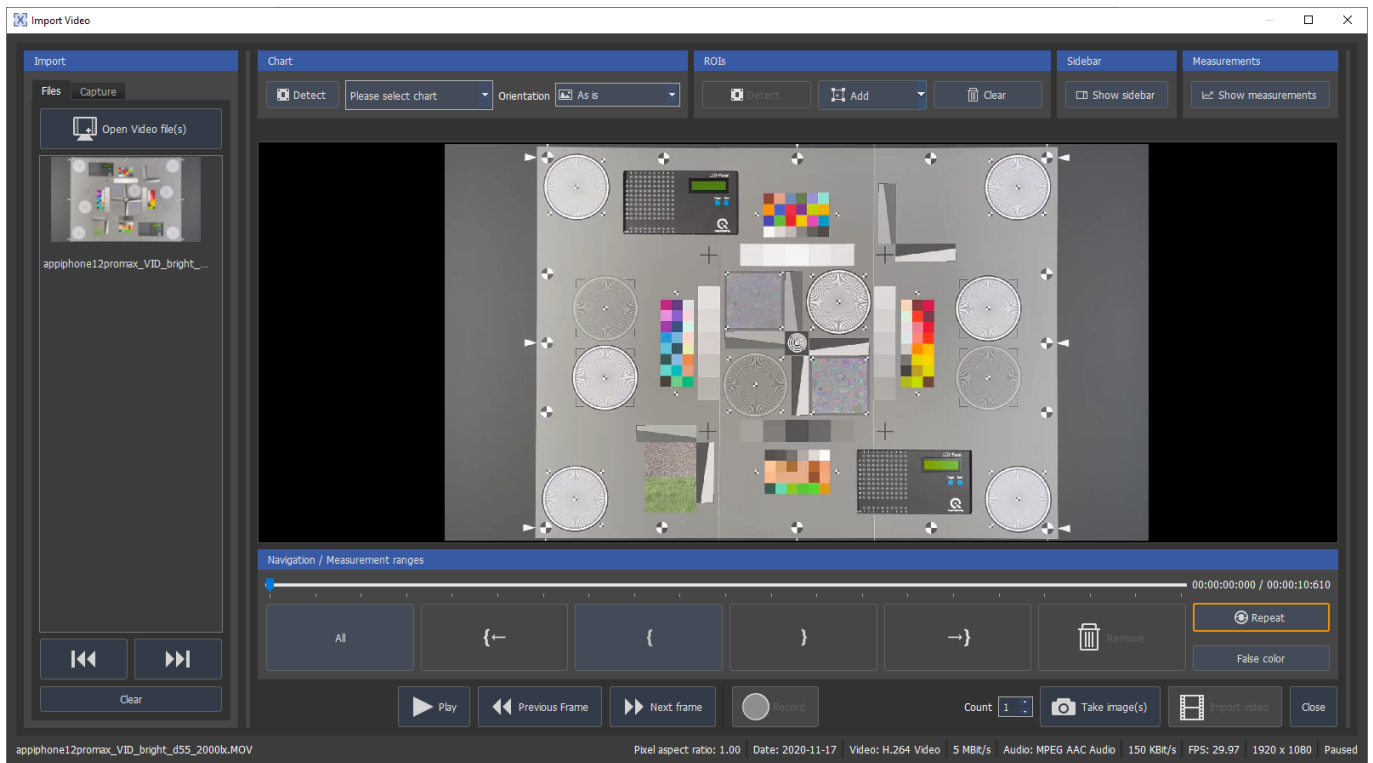 Import Video
Import
Files
Capture
Open Video file(s)
appiphone12promax_VID_bright_...
Clear
Chart
Detect
Please select chart
Orientation
As is
ROIs
Detect
Add
Clear
Sidebar
Show sidebar
Measurements
Show measurements
LED-Panel
LED-Panel
Navigation / Measurement ranges
00:00:00:000 / 00:00:10:610
All
{←
{
}
→}
Remove
Repeat
False color
Play
Previous Frame
Next frame
Record
Count
1
Take image(s)
Import video
Close
appiphone12promax_VID_bright_d55_2000lx.MOV
Pixel aspect ratio: 1.00
Date: 2020-11-17
Video: H.264 Video
5 MBit/s
Audio: MPEG AAC Audio
150 KBit/s
FPS: 29.97
1920 x 1080
Paused